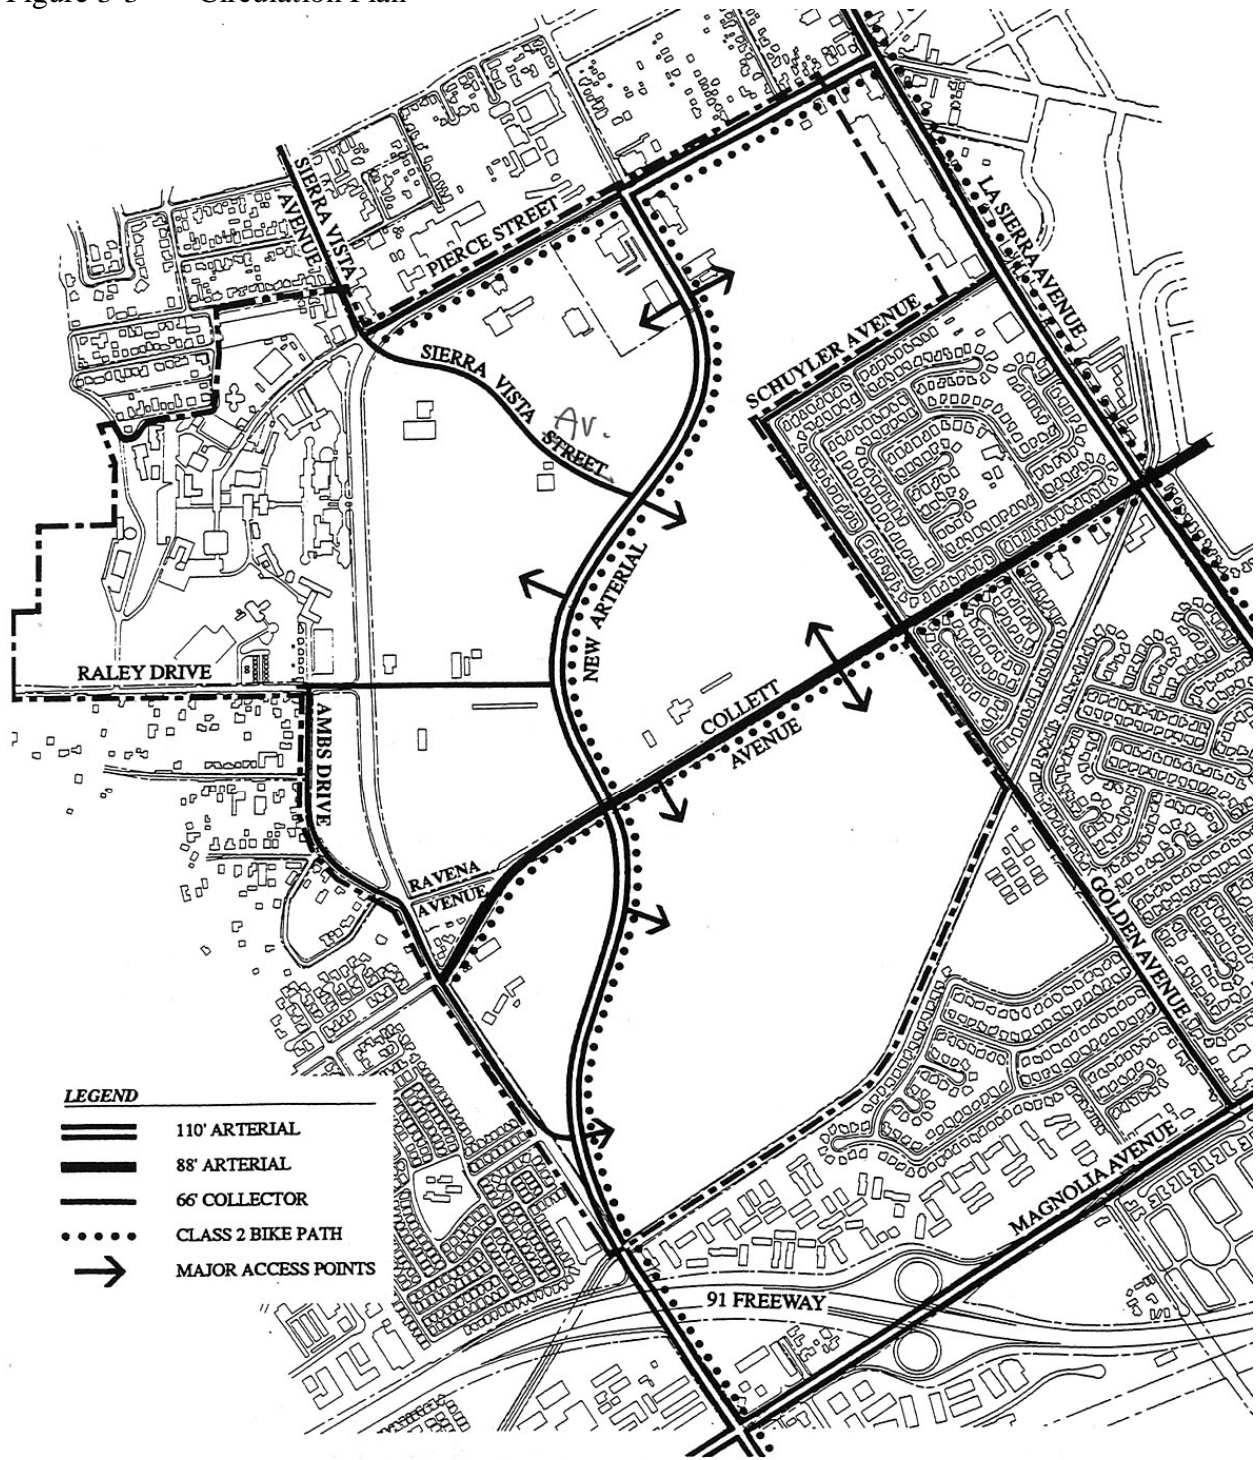 Figure 3-3 Circulation Plan
SIERRA VISTA
AVENUE
PIERCE STREET
LA SIERRA AVENUE
SCHUYLER AVENUE
SIERRA VISTA STREET
Av.
NEW ARTERIAL
RALEY DRIVE
AMBS DRIVE
COLLETT
AVENUE
RAVENA
AVENUE
GOLDEN AVENUE
MAGNOLIA AVENUE
91 FREEWAY
LEGEND
110' ARTERIAL
88' ARTERIAL
66' COLLECTOR
CLASS 2 BIKE PATH
MAJOR ACCESS POINTS